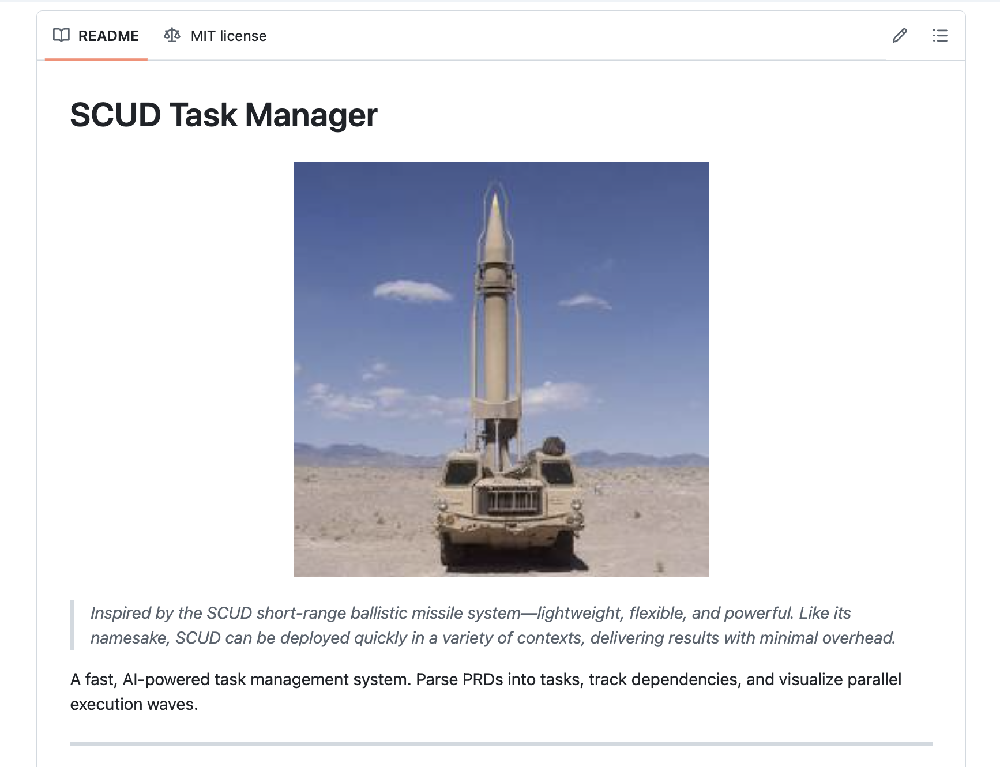 README
MIT license
SCUD Task Manager
Inspired by the SCUD short-range ballistic missile system—lightweight, flexible, and powerful. Like its
namesake, SCUD can be deployed quickly in a variety of contexts, delivering results with minimal overhead.
A fast, AI-powered task management system. Parse PRDs into tasks, track dependencies, and visualize parallel
execution waves.